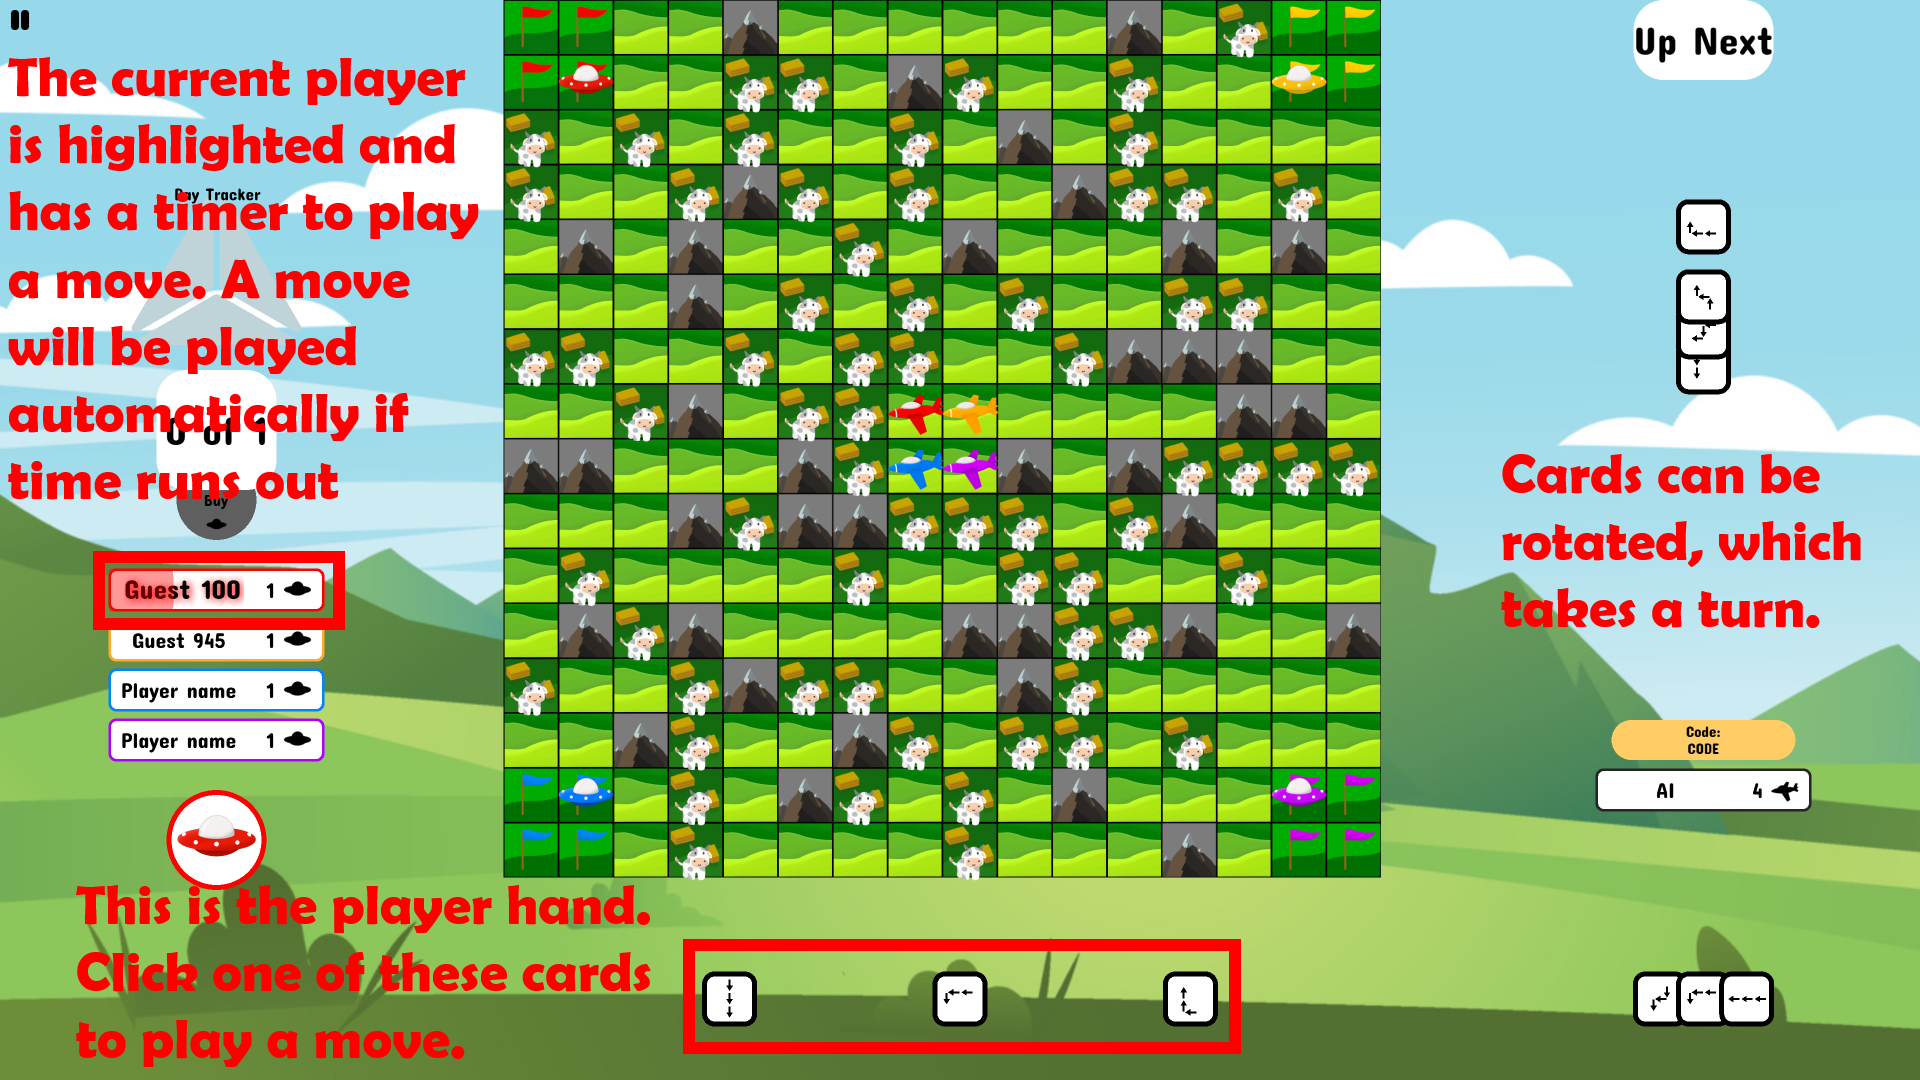 The current player
is highlighted and
Day Tracker
has a timer to play
a move. A move
will be played
automatically if
0 of 1
time runs out
Buy
Guest 100 1
Guest 945 1
Player name 1
Player name 1
This is the player hand.
Click one of these cards
to play a move.
Up Next
Cards can be
rotated, which
takes a turn.
Code:
CODE
AI 4